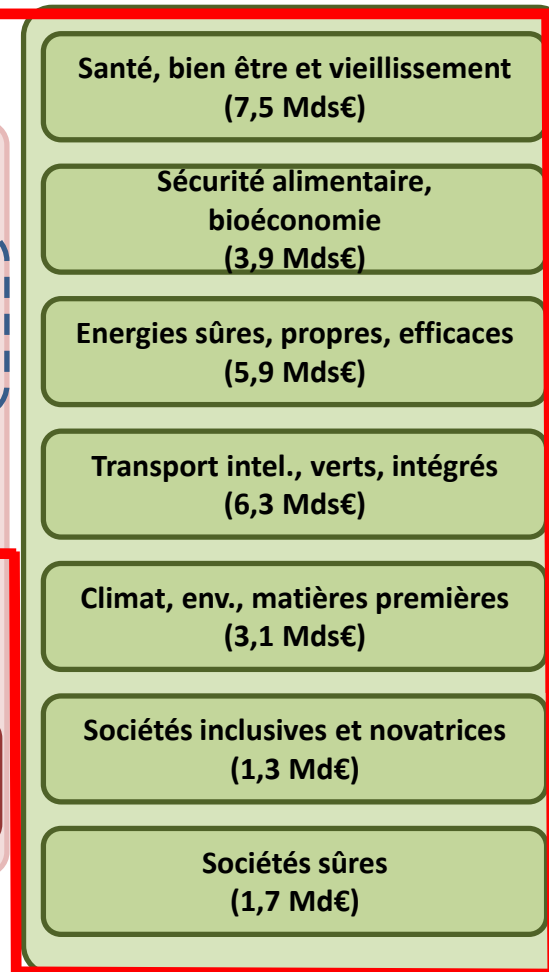 Santé, bien être et vieillissement
(7,5 Mds€)
Sécurité alimentaire,
bioéconomie
(3,9 Mds€)
Energies sûres, propres, efficaces
(5,9 Mds€)
Transport intel., verts, intégrés
(6,3 Mds€)
Climat, env., matières premières
(3,1 Mds€)
Sociétés inclusives et novatrices
(1,3 Md€)
Sociétés sûres
(1,7 Md€)